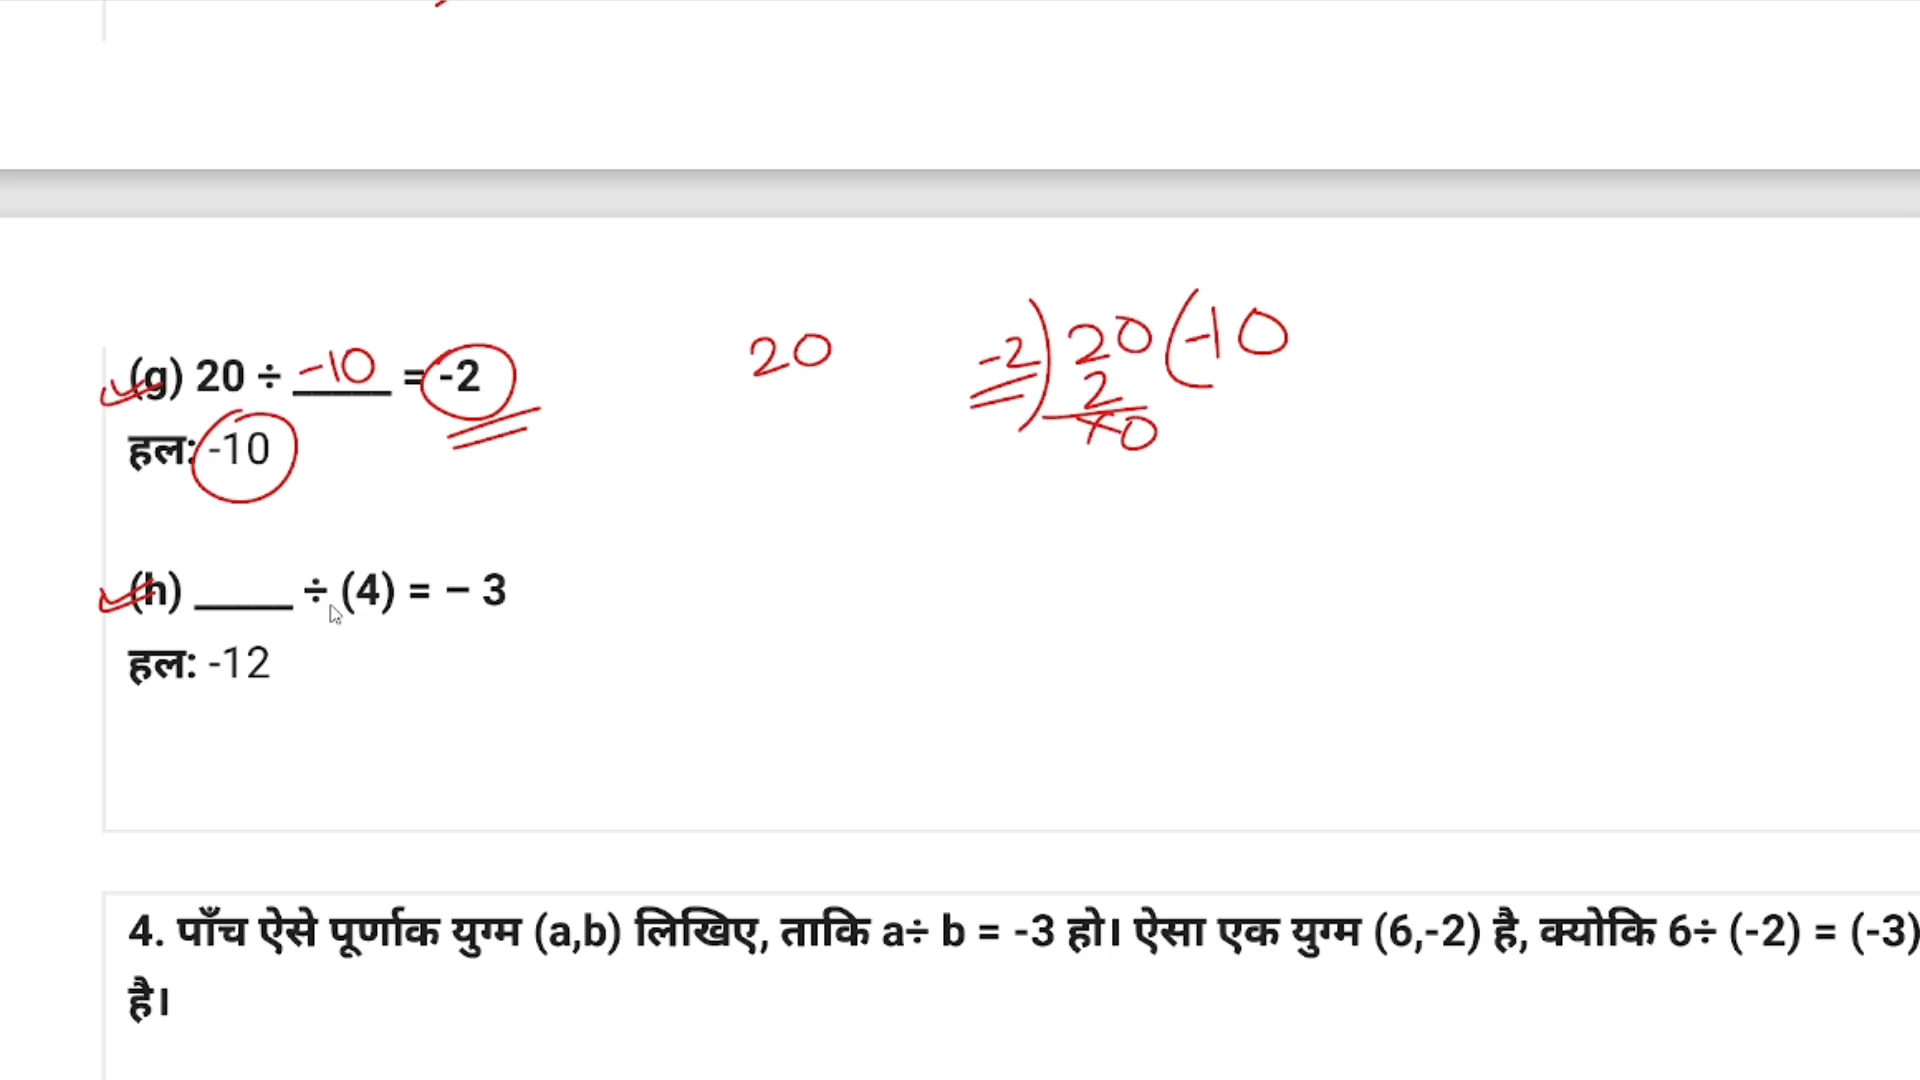 (g) 20 ÷ -10 = -2
हल: -10
20
-2) 20 (-10
2
×0
(h) _____ ÷ (4) = – 3
हल: -12
4. पाँच ऐसे पूर्णाक युग्म (a,b) लिखिए, ताकि a÷ b = -3 हो। ऐसा एक युग्म (6,-2) है, क्योकि 6÷ (-2) = (-3)
है।